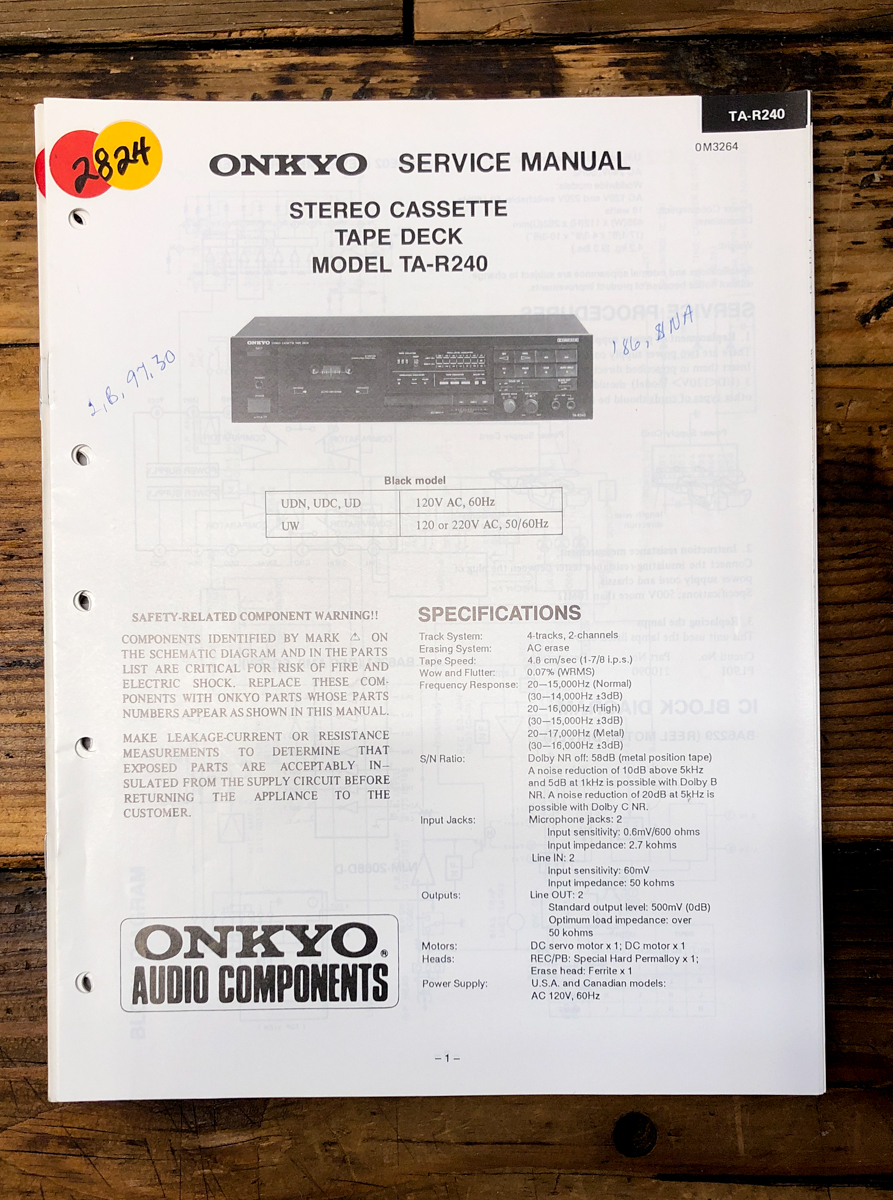 TA-R240
0M3264
2824
ONKYO SERVICE MANUAL
STEREO CASSETTE
TAPE DECK
MODEL TA-R240
ONKYO
TA-R240
1,B,97,30
186, $NA
Black model
UDN, UDC, UD 120V AC, 60Hz
UW 120 or 220V AC, 50/60Hz
SAFETY-RELATED COMPONENT WARNING!!
COMPONENTS IDENTIFIED BY MARK ⚠ ON
THE SCHEMATIC DIAGRAM AND IN THE PARTS
LIST ARE CRITICAL FOR RISK OF FIRE AND
ELECTRIC SHOCK. REPLACE THESE COM-
PONENTS WITH ONKYO PARTS WHOSE PARTS
NUMBERS APPEAR AS SHOWN IN THIS MANUAL.
MAKE LEAKAGE-CURRENT OR RESISTANCE
MEASUREMENTS TO DETERMINE THAT
EXPOSED PARTS ARE ACCEPTABLY IN-
SULATED FROM THE SUPPLY CIRCUIT BEFORE
RETURNING THE APPLIANCE TO THE
CUSTOMER.
SPECIFICATIONS
Track System: 4-tracks, 2-channels
Erasing System: AC erase
Tape Speed: 4.8 cm/sec (1-7/8 i.p.s.)
Wow and Flutter: 0.07% (WRMS)
Frequency Response: 20—15,000Hz (Normal)
(30—14,000Hz ±3dB)
20—16,000Hz (High)
(30—15,000Hz ±3dB)
20—17,000Hz (Metal)
(30—16,000Hz ±3dB)
S/N Ratio: Dolby NR off: 58dB (metal position tape)
A noise reduction of 10dB above 5kHz
and 5dB at 1kHz is possible with Dolby B
NR. A noise reduction of 20dB at 5kHz is
possible with Dolby C NR.
Input Jacks: Microphone jacks: 2
Input sensitivity: 0.6mV/600 ohms
Input impedance: 2.7 kohms
Line IN: 2
Input sensitivity: 60mV
Input impedance: 50 kohms
Outputs: Line OUT: 2
Standard output level: 500mV (0dB)
Optimum load impedance: over
50 kohms
Motors: DC servo motor x 1; DC motor x 1
Heads: REC/PB: Special Hard Permalloy x 1;
Erase head: Ferrite x 1
Power Supply: U.S.A. and Canadian models:
AC 120V, 60Hz
ONKYO®
AUDIO COMPONENTS
– 1 –